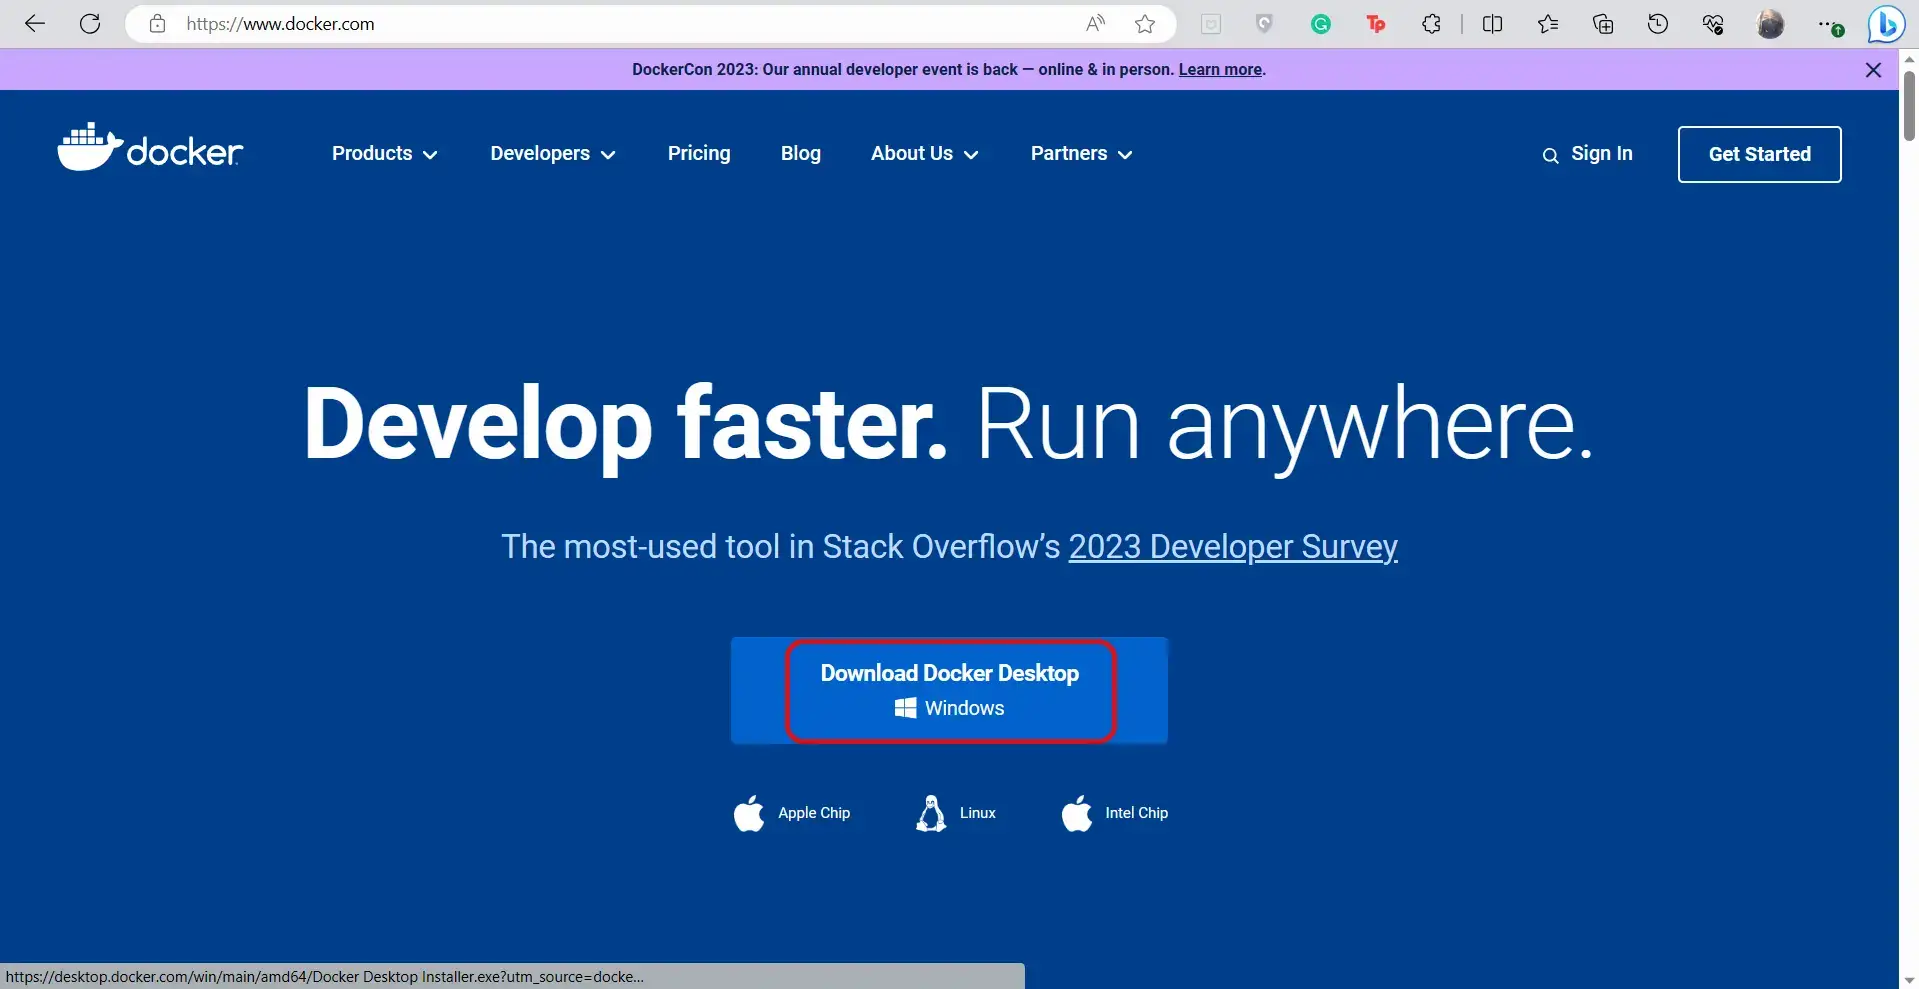 https://www.docker.com
DockerCon 2023: Our annual developer event is back — online & in person. Learn more.
docker
Products
Developers
Pricing
Blog
About Us
Partners
Sign In
Get Started
Develop faster. Run anywhere.
The most-used tool in Stack Overflow’s 2023 Developer Survey
Download Docker Desktop
Windows
Apple Chip
Linux
Intel Chip
https://desktop.docker.com/win/main/amd64/Docker Desktop Installer.exe?utm_source=docke...